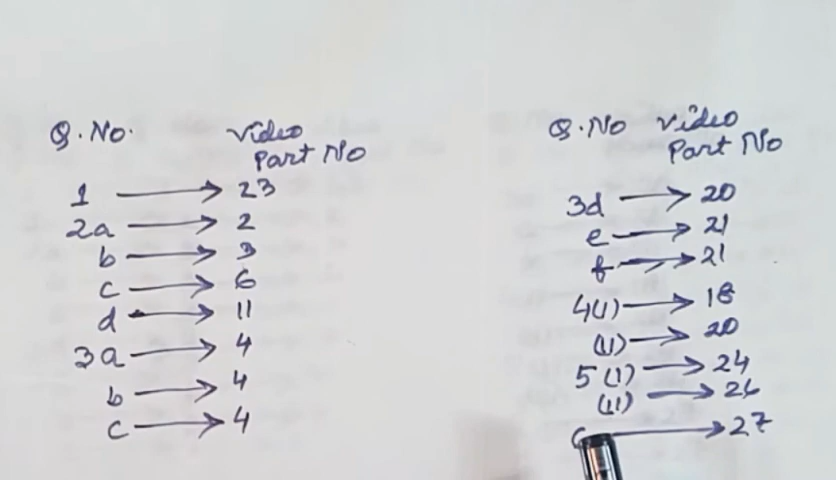 Q.No. Video
Part No
1 → 23
2a → 2
b → 3
c → 6
d → 11
3a → 4
b → 4
c → 4
Q.No Video
Part No
3d → 20
e → 21
f → 21
4(i) → 18
(ii) → 20
5(i) → 24
(ii) → 26
→ 27